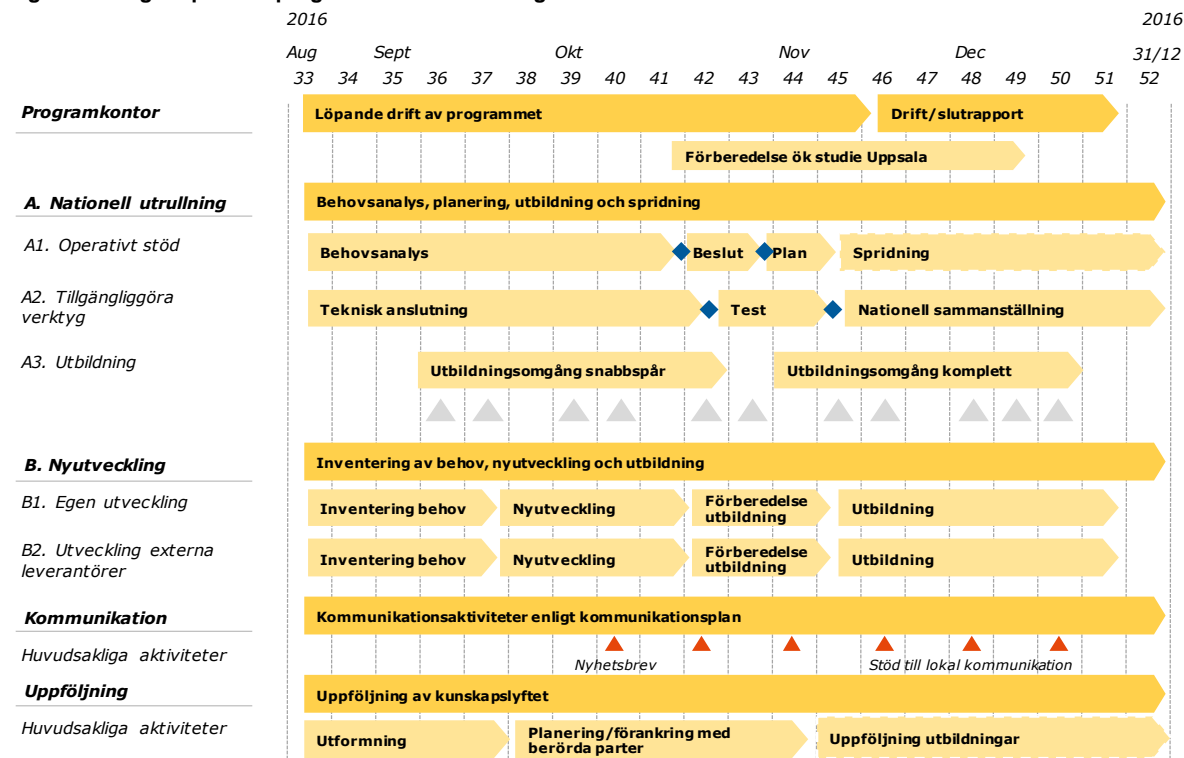 2016 2016
Aug Sept Okt Nov Dec 31/12
33 34 35 36 37 38 39 40 41 42 43 44 45 46 47 48 49 50 51 52
Programkontor
Löpande drift av programmet
Drift/slutrapport
Förberedelse ök studie Uppsala
A. Nationell utrullning
Behovsanalys, planering, utbildning och spridning
A1. Operativt stöd
Behovsanalys
Beslut
Plan
Spridning
A2. Tillgängliggöra
verktyg
Teknisk anslutning
Test
Nationell sammanställning
A3. Utbildning
Utbildningsomgång snabbspår
Utbildningsomgång komplett
B. Nyutveckling
Inventering av behov, nyutveckling och utbildning
B1. Egen utveckling
Inventering behov
Nyutveckling
Förberedelse
utbildning
Utbildning
B2. Utveckling externa
leverantörer
Inventering behov
Nyutveckling
Förberedelse
utbildning
Utbildning
Kommunikation
Kommunikationsaktiviteter enligt kommunikationsplan
Huvudsakliga aktiviteter
Nyhetsbrev
Stöd till lokal kommunikation
Uppföljning
Uppföljning av kunskapslyftet
Huvudsakliga aktiviteter
Utformning
Planering/förankring med
berörda parter
Uppföljning utbildningar